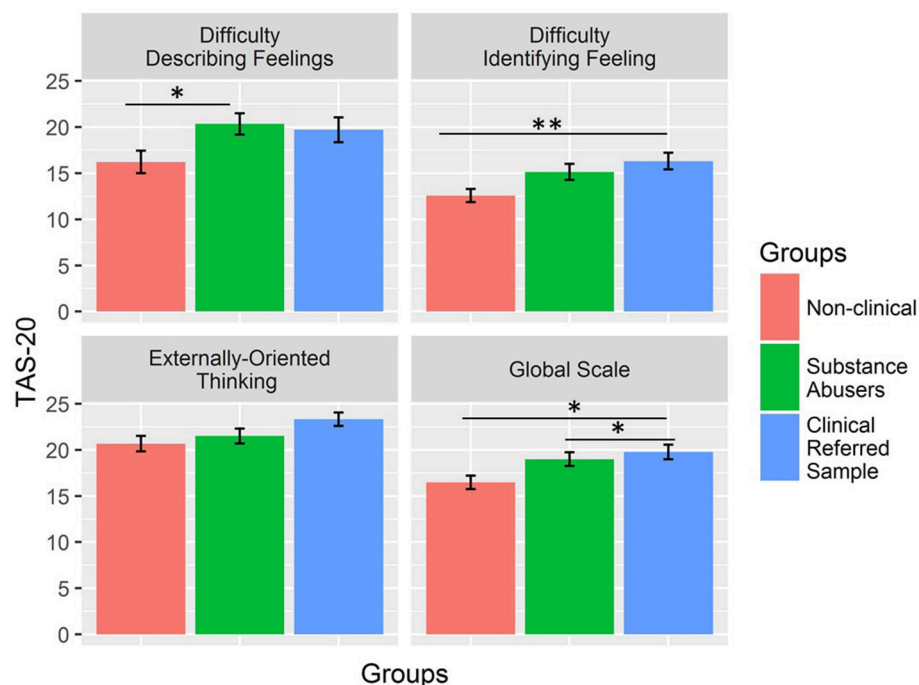 Difficulty
Describing Feelings
Difficulty
Identifying Feeling
25
20
15
10
5
0
*
**
TAS-20
Externally-Oriented
Thinking
Global Scale
25
20
15
10
5
0
*
*
Groups
Groups
Non-clinical
Substance
Abusers
Clinical
Referred
Sample